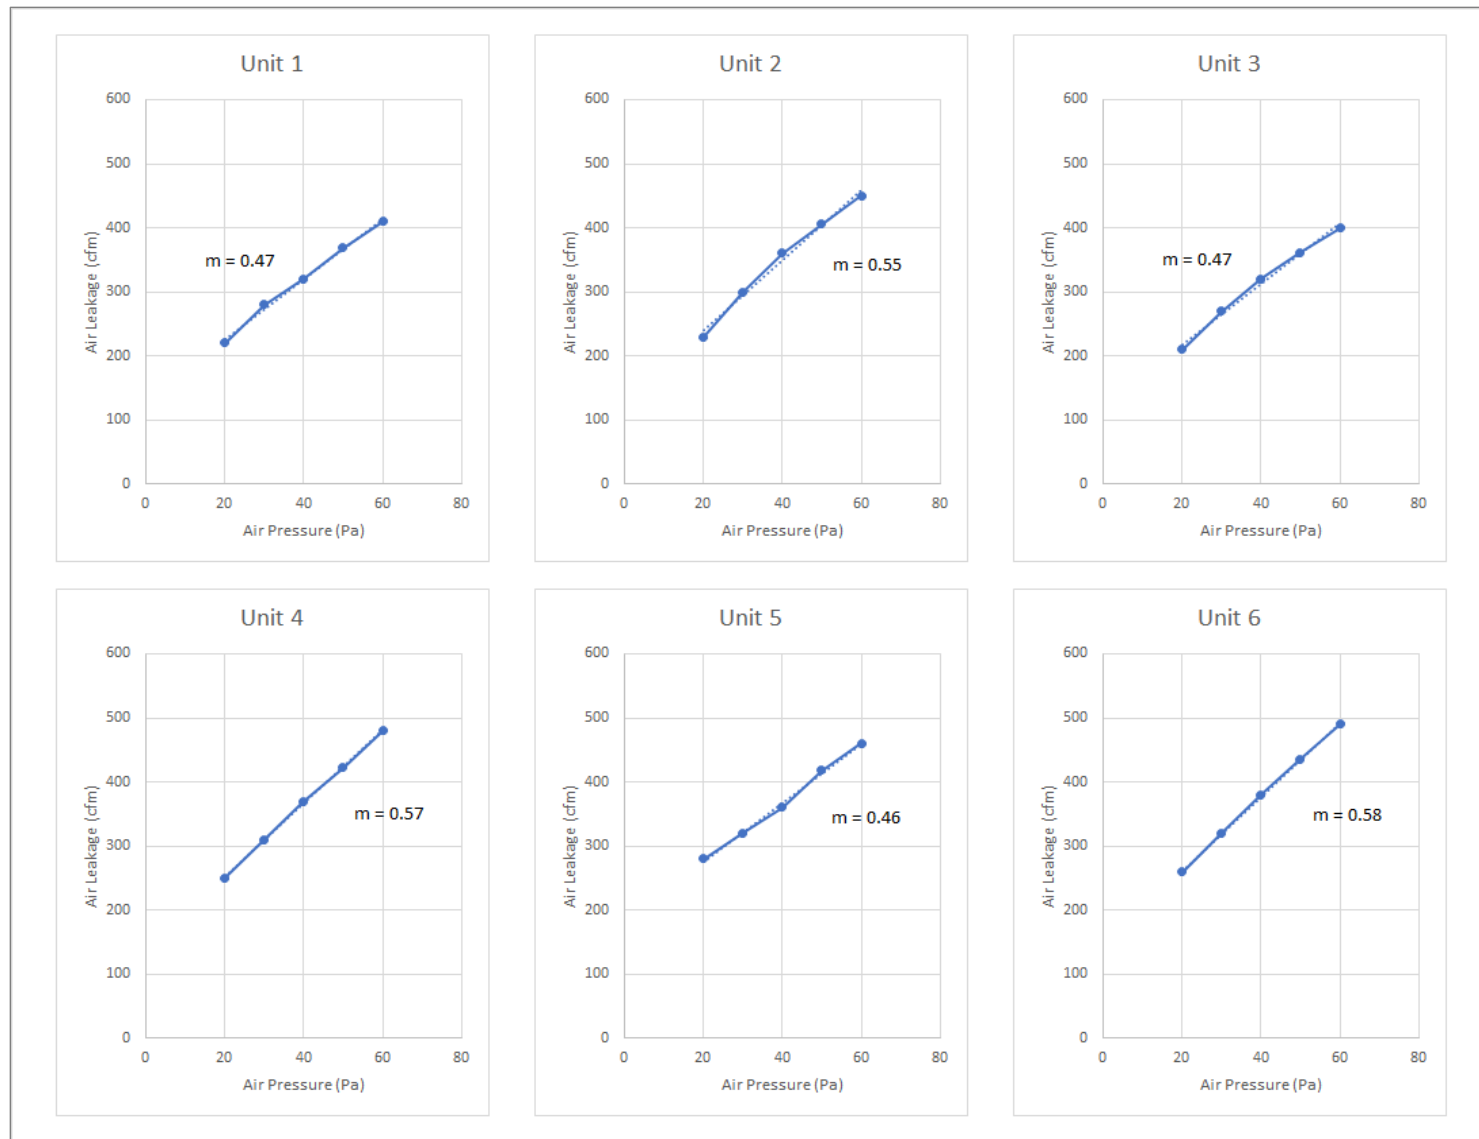 Unit 1
600
500
400
300
200
100
0
0 20 40 60 80
Air Leakage (cfm)
Air Pressure (Pa)
m = 0.47
Unit 2
600
500
400
300
200
100
0
0 20 40 60 80
Air Leakage (cfm)
Air Pressure (Pa)
m = 0.55
Unit 3
600
500
400
300
200
100
0
0 20 40 60 80
Air Leakage (cfm)
Air Pressure (Pa)
m = 0.47
Unit 4
600
500
400
300
200
100
0
0 20 40 60 80
Air Leakage (cfm)
Air Pressure (Pa)
m = 0.57
Unit 5
600
500
400
300
200
100
0
0 20 40 60 80
Air Leakage (cfm)
Air Pressure (Pa)
m = 0.46
Unit 6
600
500
400
300
200
100
0
0 20 40 60 80
Air Leakage (cfm)
Air Pressure (Pa)
m = 0.58